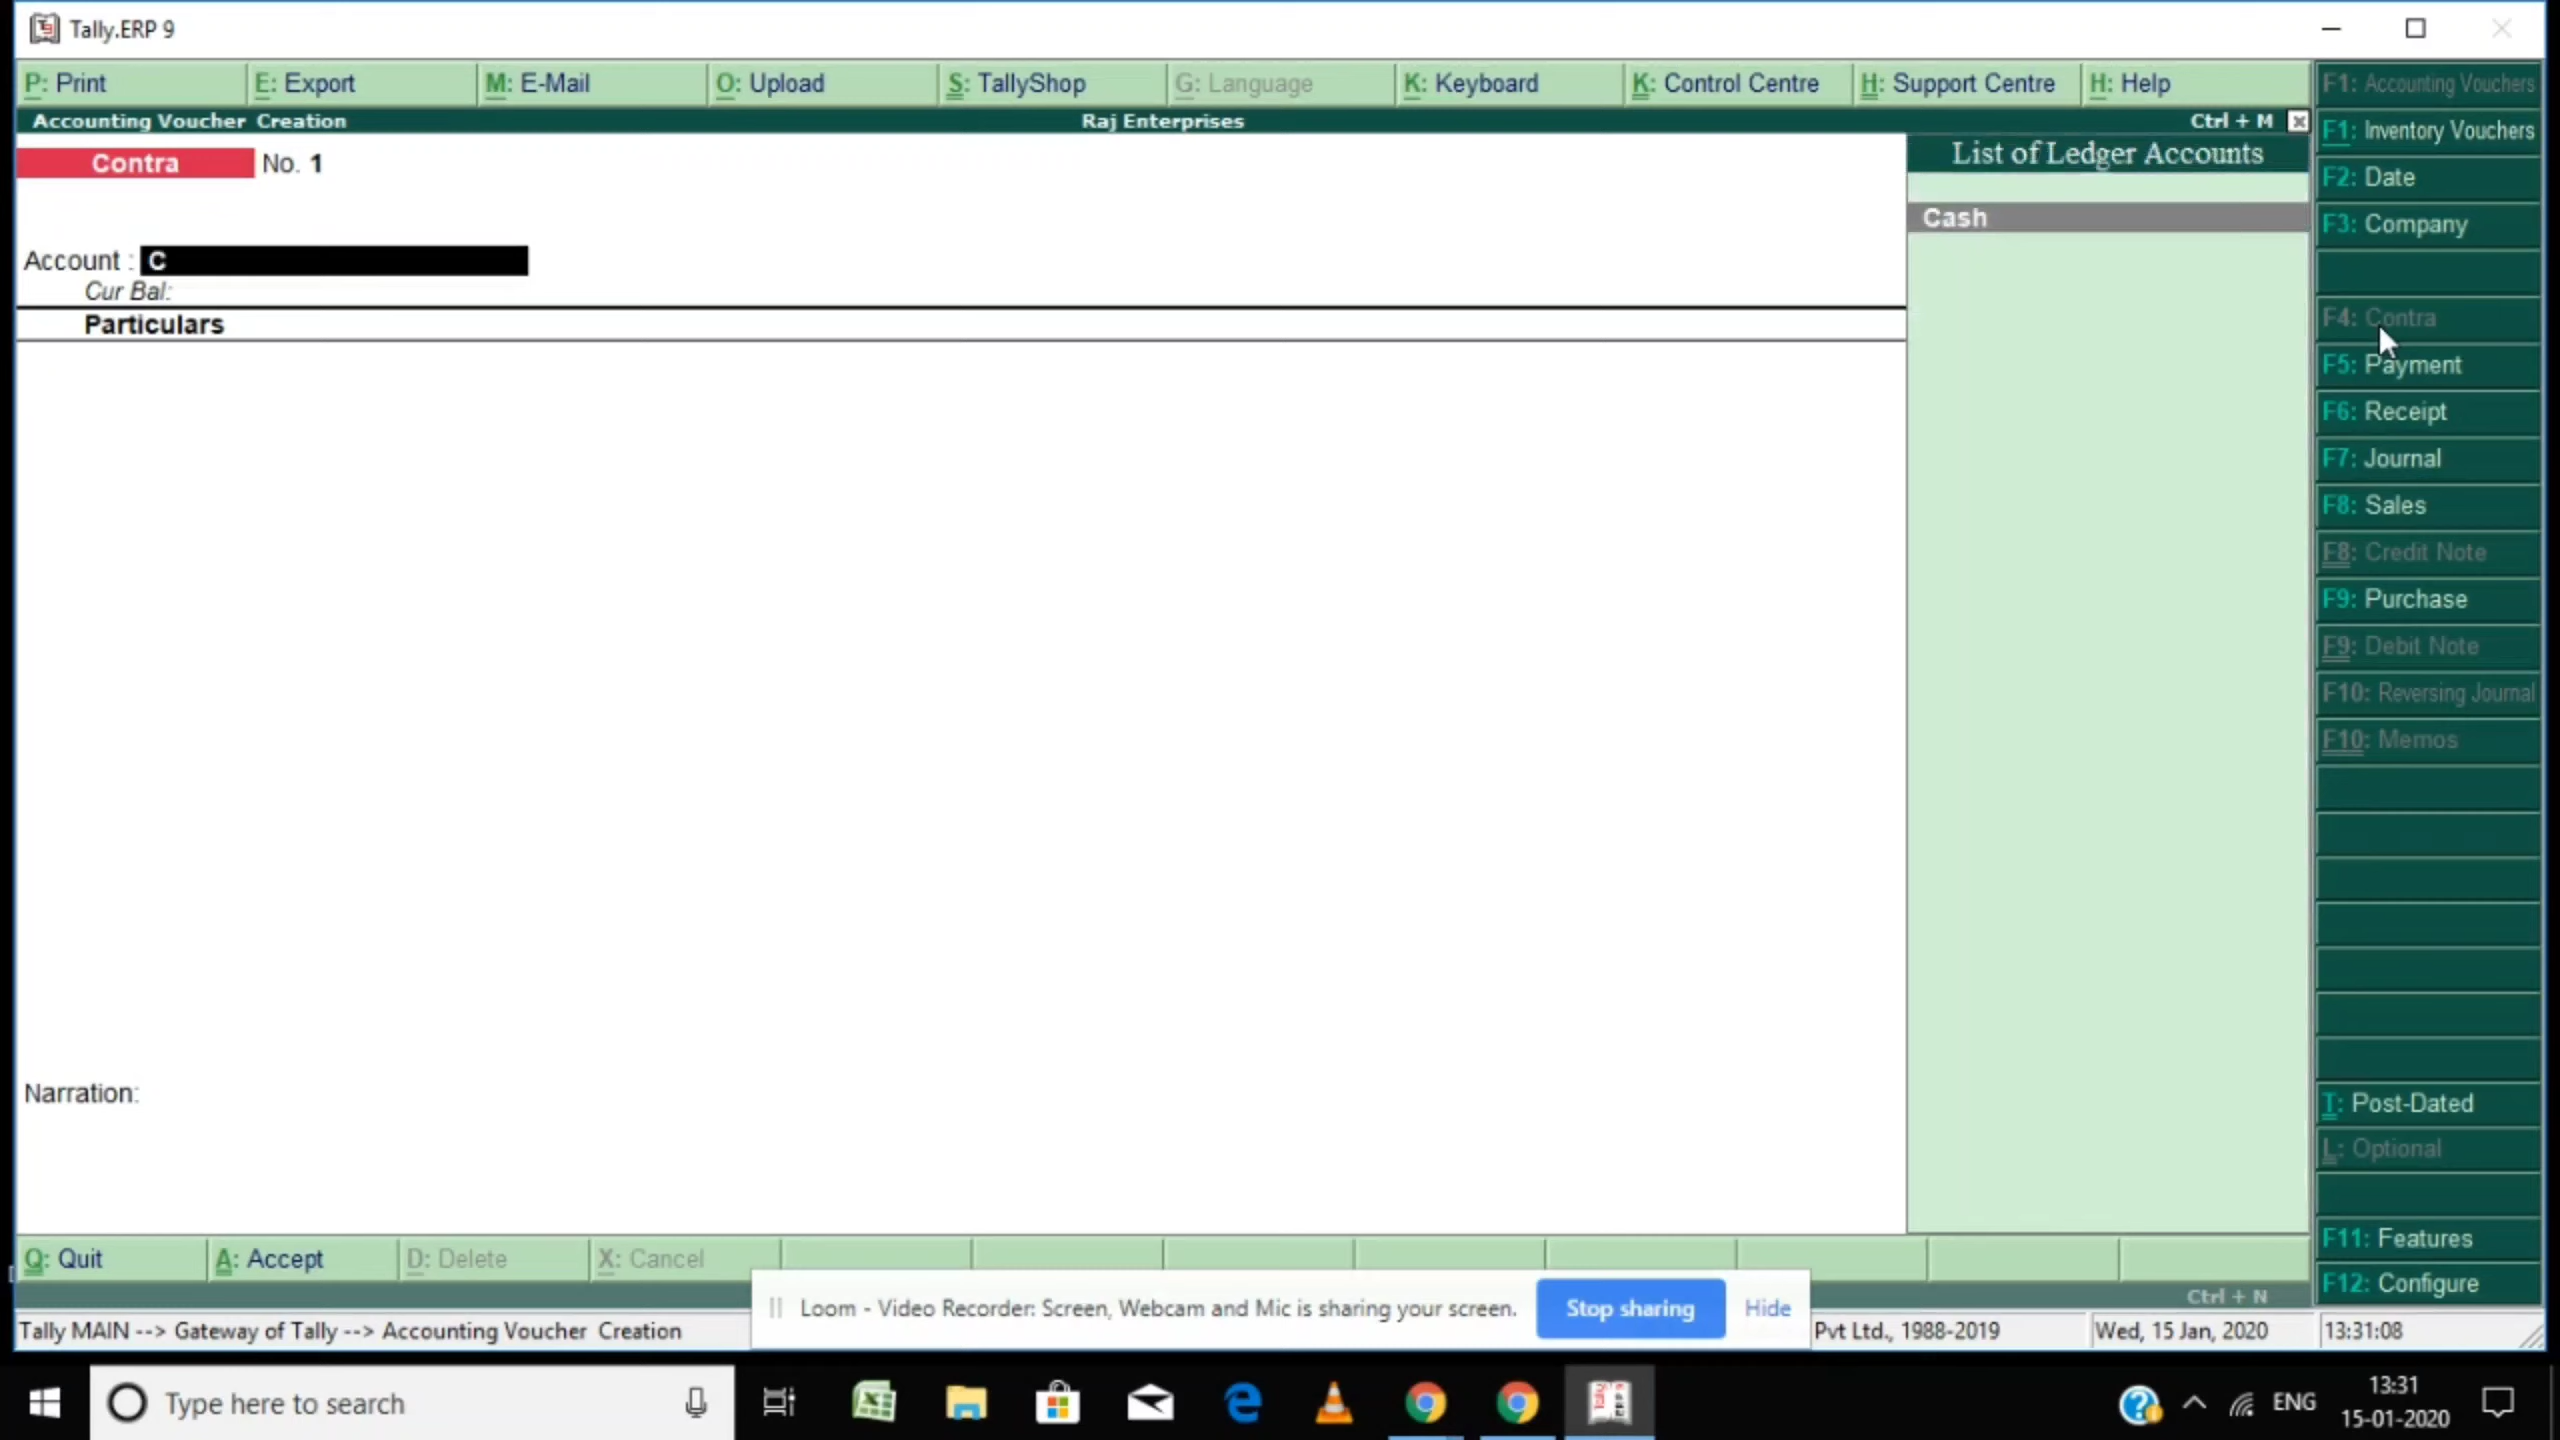 Tally.ERP 9
P: Print E: Export M: E-Mail O: Upload S: TallyShop G: Language K: Keyboard K: Control Centre H: Support Centre H: Help
Accounting Voucher Creation Raj Enterprises Ctrl + M
Contra No. 1
Account : C
Cur Bal:
Particulars
Narration:
List of Ledger Accounts
Cash
F1: Accounting Vouchers
F1: Inventory Vouchers
F2: Date
F3: Company
F4: Contra
F5: Payment
F6: Receipt
F7: Journal
F8: Sales
F8: Credit Note
F9: Purchase
F9: Debit Note
F10: Reversing Journal
F10: Memos
T: Post-Dated
L: Optional
F11: Features
F12: Configure
Q: Quit A: Accept D: Delete X: Cancel
Ctrl + N
Loom - Video Recorder: Screen, Webcam and Mic is sharing your screen. Stop sharing Hide
Tally MAIN --> Gateway of Tally --> Accounting Voucher Creation Pvt Ltd., 1988-2019 Wed, 15 Jan, 2020 13:31:08
Type here to search
ENG
13:31
15-01-2020